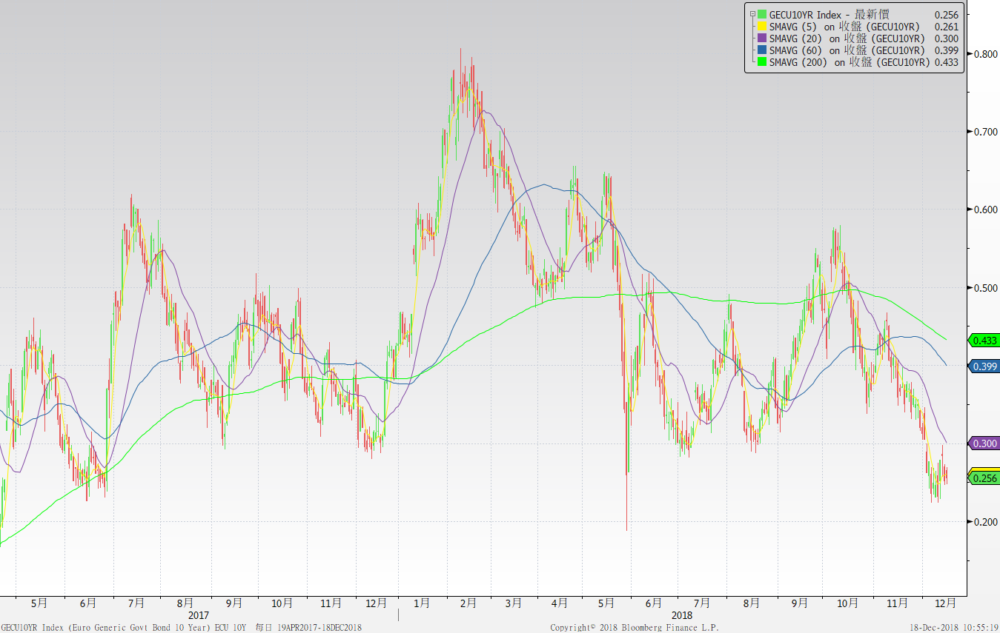 GECU10YR Index - 最新價 0.256
SMAVG (5) on 收盤 (GECU10YR) 0.261
SMAVG (20) on 收盤 (GECU10YR) 0.300
SMAVG (60) on 收盤 (GECU10YR) 0.399
SMAVG (200) on 收盤 (GECU10YR) 0.433
0.800
0.700
0.600
0.500
0.433
0.399
0.300
0.256
0.200
5月 6月 7月 8月 9月 10月 11月 12月 1月 2月 3月 4月 5月 6月 7月 8月 9月 10月 11月 12月
2017 2018
GECU10YR Index (Euro Generic Govt Bond 10 Year) ECU 10Y 每日 19APR2017-18DEC2018 Copyright© 2018 Bloomberg Finance L.P. 18-Dec-2018 10:55:19